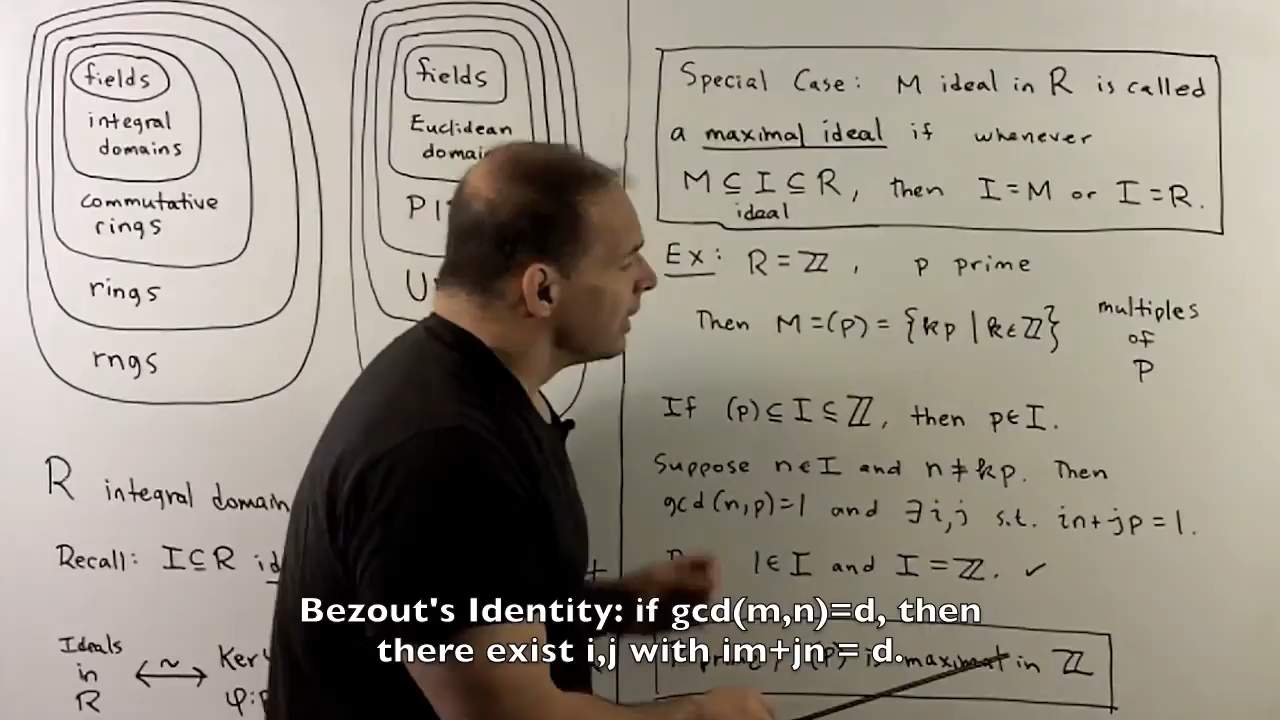 fields
integral
domains
commutative
rings
rings
rngs
R integral domain
Recall: I⊆R
Ideals
in
R
fields
Euclidean
Special Case: M ideal in R is called
a maximal ideal if whenever
M⊆I⊆R, then I=M or I=R.
ideal
Ex: R=ℤ, p prime
Then M=(p)={kp | k∈ℤ}
multiples
of
p
If (p)⊆I⊆ℤ, then p∈I.
Suppose n∈I and n≠kp. Then
gcd(n,p)=1 and ∃i,j s.t. in+jp=1.
1∈I and I=ℤ. ✓
Bezout's Identity: if gcd(m,n)=d, then
there exist i,j with im+jn = d.
maximal in ℤ